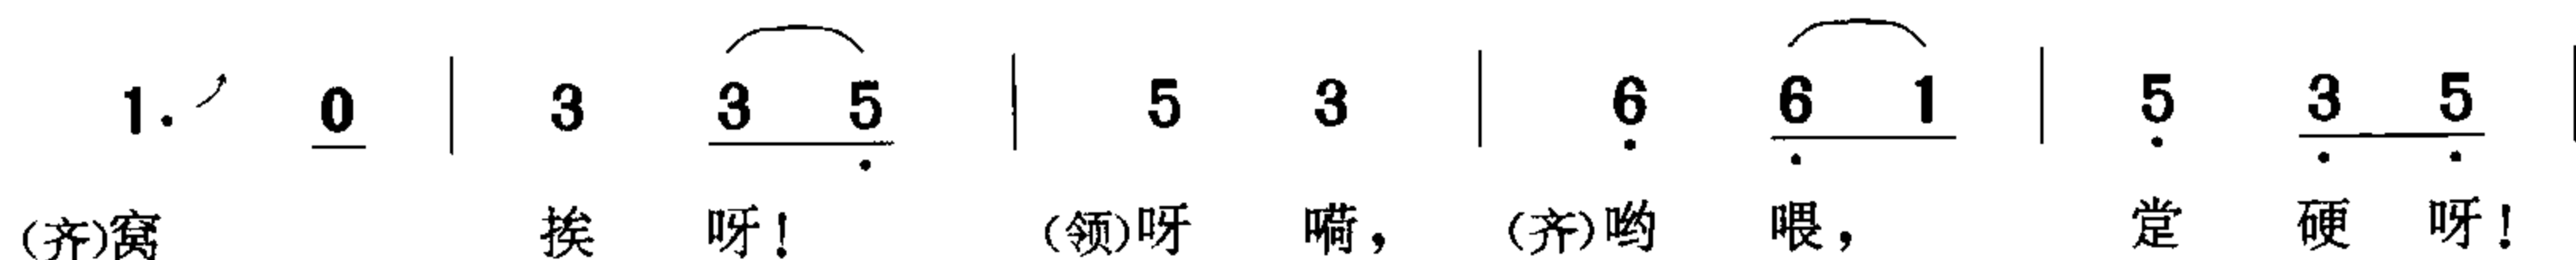 1. 0 | 3 3 5̣ | 5 3 | 6̣ 6̣ 1 | 5̣ 3̣ 5̣ |
(齐)窝 挨 呀！ (领)呀 嗬， (齐)哟 喂， 硬 呀！